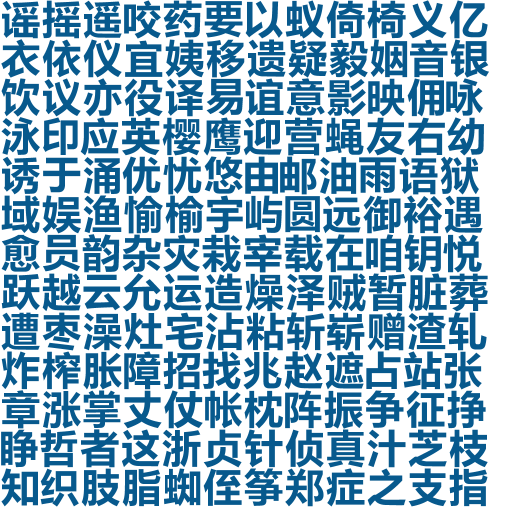 谣摇遥咬药要以蚁倚椅义亿
衣依仪宜姨移遗疑毅姻音银
饮议亦役译易谊意影映佣咏
泳印应英樱鹰迎营蝇友右幼
诱于涌优忧悠由邮油雨语狱
域娱渔愉榆宇屿圆远御裕遇
愈员韵杂灾栽宰载在咱钥悦
跃越云允运造燥泽贼暂脏葬
遭枣澡灶宅沾粘斩崭赠渣轧
炸榨胀障招找兆赵遮占站张
章涨掌丈仗帐枕阵振争征挣
睁哲者这浙贞针侦真汁芝枝
知织肢脂蜘侄筝郑症之支指